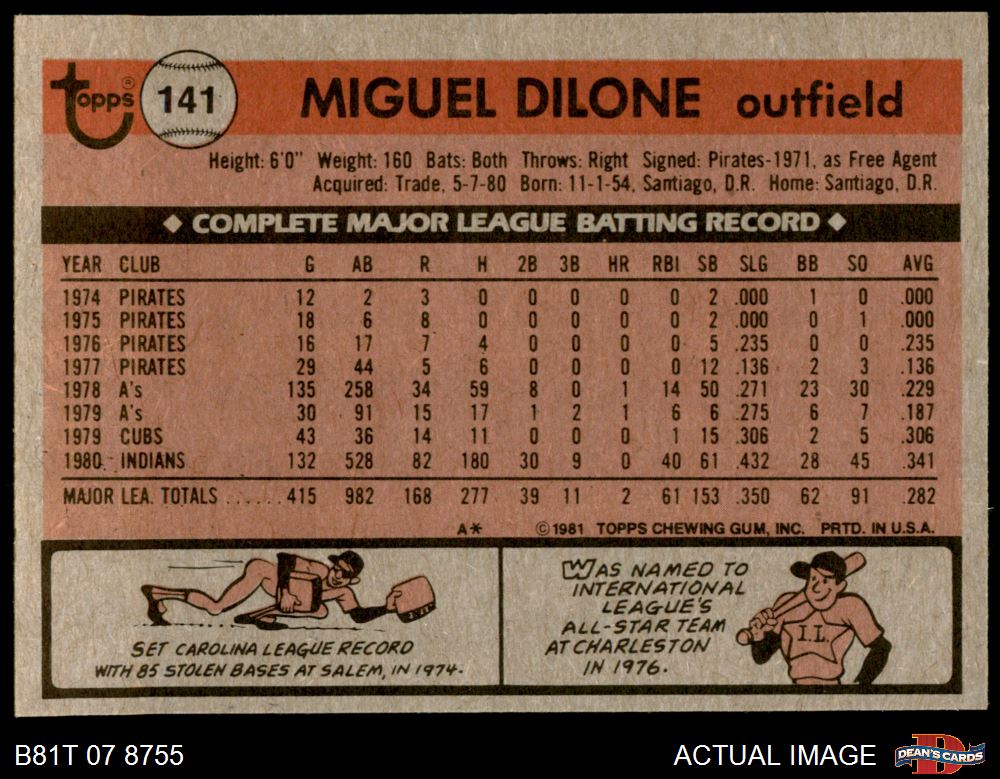 Topps® 141 MIGUEL DILONE outfield
Height: 6'0" Weight: 160 Bats: Both Throws: Right Signed: Pirates-1971, as Free Agent
Acquired: Trade, 5-7-80 Born: 11-1-54, Santiago, D.R. Home: Santiago, D.R.
◆ COMPLETE MAJOR LEAGUE BATTING RECORD ◆
YEAR CLUB G AB R H 2B 3B HR RBI SB SLG BB SO AVG
1974 PIRATES 12 2 3 0 0 0 0 0 2 .000 1 0 .000
1975 PIRATES 18 6 8 0 0 0 0 0 2 .000 0 1 .000
1976 PIRATES 16 17 7 4 0 0 0 0 5 .235 0 0 .235
1977 PIRATES 29 44 5 6 0 0 0 0 12 .136 2 3 .136
1978 A's 135 258 34 59 8 0 1 14 50 .271 23 30 .229
1979 A's 30 91 15 17 1 2 1 6 6 .275 6 7 .187
1979 CUBS 43 36 14 11 0 0 0 1 15 .306 2 5 .306
1980 INDIANS 132 528 82 180 30 9 0 40 61 .432 28 45 .341
MAJOR LEA. TOTALS ...... 415 982 168 277 39 11 2 61 153 .350 62 91 .282
A* ©1981 TOPPS CHEWING GUM, INC. PRTD. IN U.S.A.
SET CAROLINA LEAGUE RECORD
WITH 85 STOLEN BASES AT SALEM, IN 1974.
WAS NAMED TO
INTERNATIONAL
LEAGUE'S
ALL-STAR TEAM
AT CHARLESTON
IN 1976.
I.L.
B81T 07 8755 ACTUAL IMAGE DEAN'S CARDS